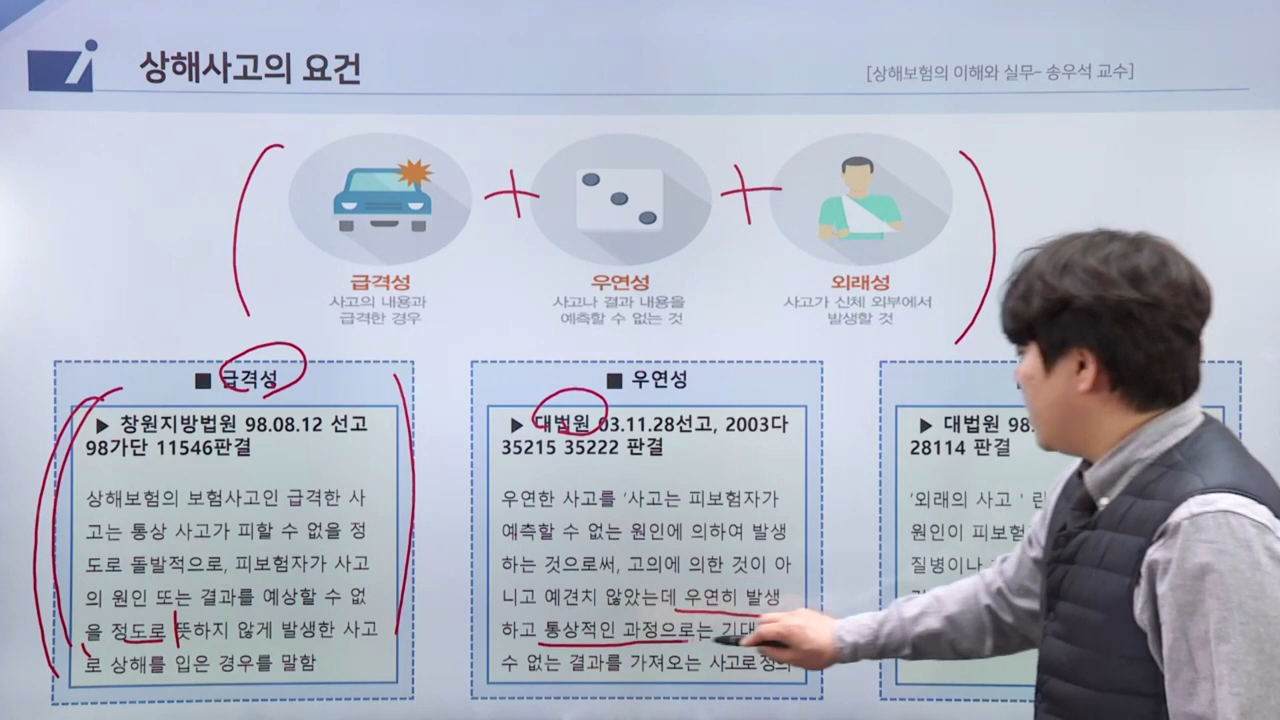 상해사고의 요건
[상해보험의 이해와 실무- 송우석 교수]
급격성
사고의 내용과
급격한 경우
우연성
사고나 결과 내용을
예측할 수 없는 것
외래성
사고가 신체 외부에서
발생할 것
■ 급격성
▶ 창원지방법원 98.08.12 선고
98가단 11546판결
상해보험의 보험사고인 급격한 사
고는 통상 사고가 피할 수 없을 정
도로 돌발적으로, 피보험자가 사고
의 원인 또는 결과를 예상할 수 없
을 정도로 뜻하지 않게 발생한 사고
로 상해를 입은 경우를 말함
■ 우연성
▶ 대법원 03.11.28선고, 2003다
35215 35222 판결
우연한 사고를 '사고는 피보험자가
예측할 수 없는 원인에 의하여 발생
하는 것으로써, 고의에 의한 것이 아
니고 예견치 않았는데 우연히 발생
하고 통상적인 과정으로는 기대
수 없는 결과를 가져오는 사고로 정의
▶ 대법원 98.
28114 판결
'외래의 사고 '
원인이 피보험
질병이나